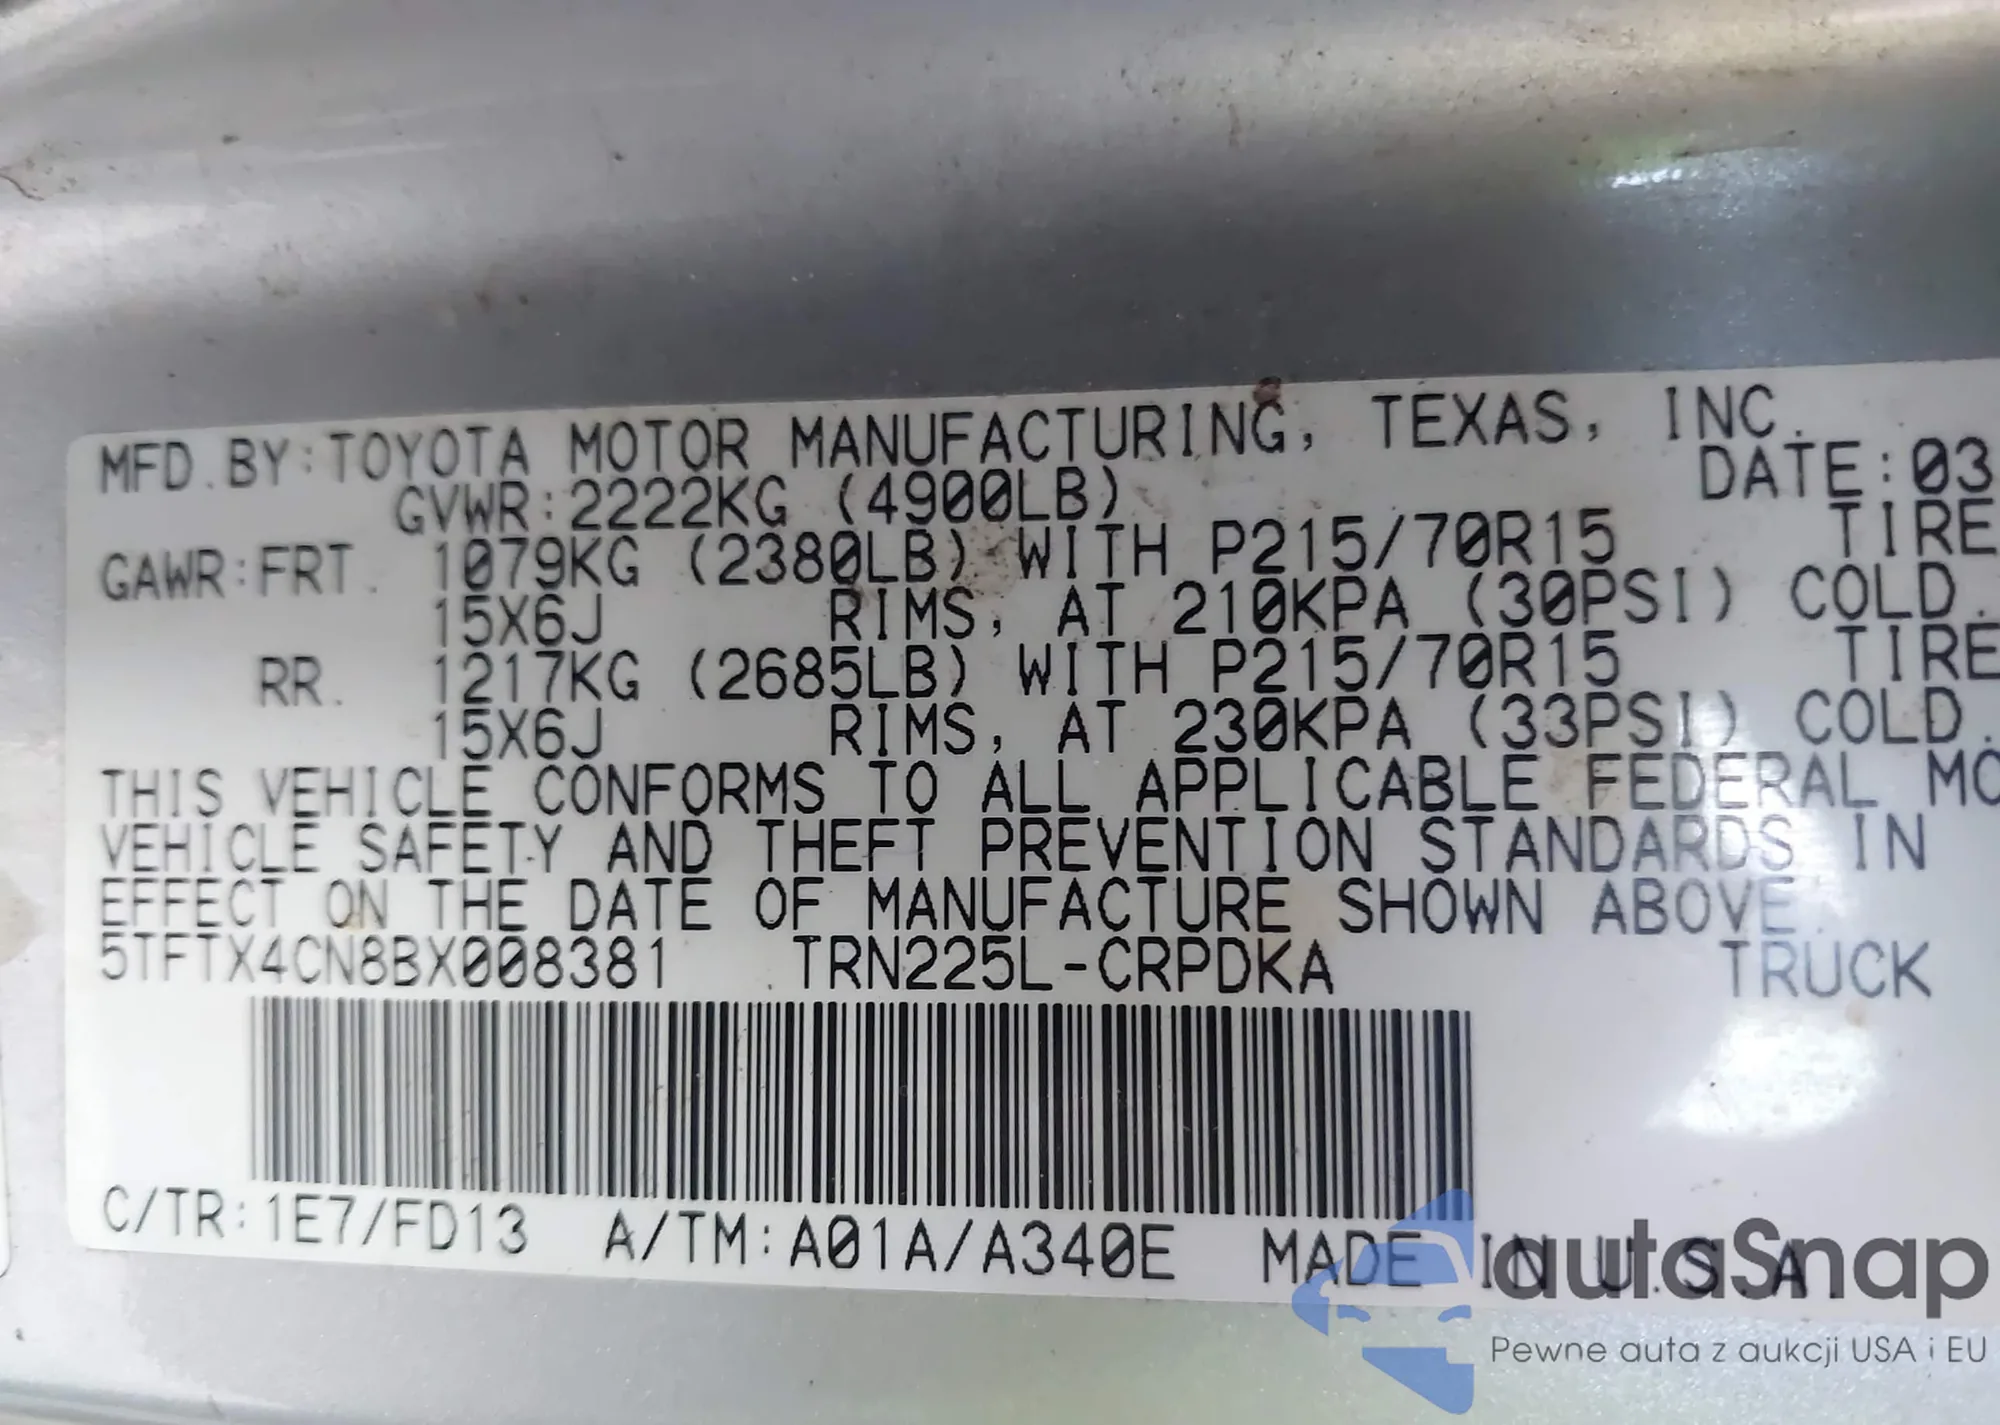 MFD.BY:TOYOTA MOTOR MANUFACTURING, TEXAS, INC.
GVWR:2222KG (4900LB) DATE:03
GAWR:FRT. 1079KG (2380LB) WITH P215/70R15 TIRE
15X6J RIMS, AT 210KPA (30PSI) COLD.
RR. 1217KG (2685LB) WITH P215/70R15 TIRE
15X6J RIMS, AT 230KPA (33PSI) COLD.
THIS VEHICLE CONFORMS TO ALL APPLICABLE FEDERAL MO
VEHICLE SAFETY AND THEFT PREVENTION STANDARDS IN
EFFECT ON THE DATE OF MANUFACTURE SHOWN ABOVE.
5TFTX4CN8BX008381 TRN225L-CRPDKA TRUCK
C/TR:1E7/FD13 A/TM:A01A/A340E MADE IN U.S.A.
autoSnap
Pewne auta z aukcji USA i EU